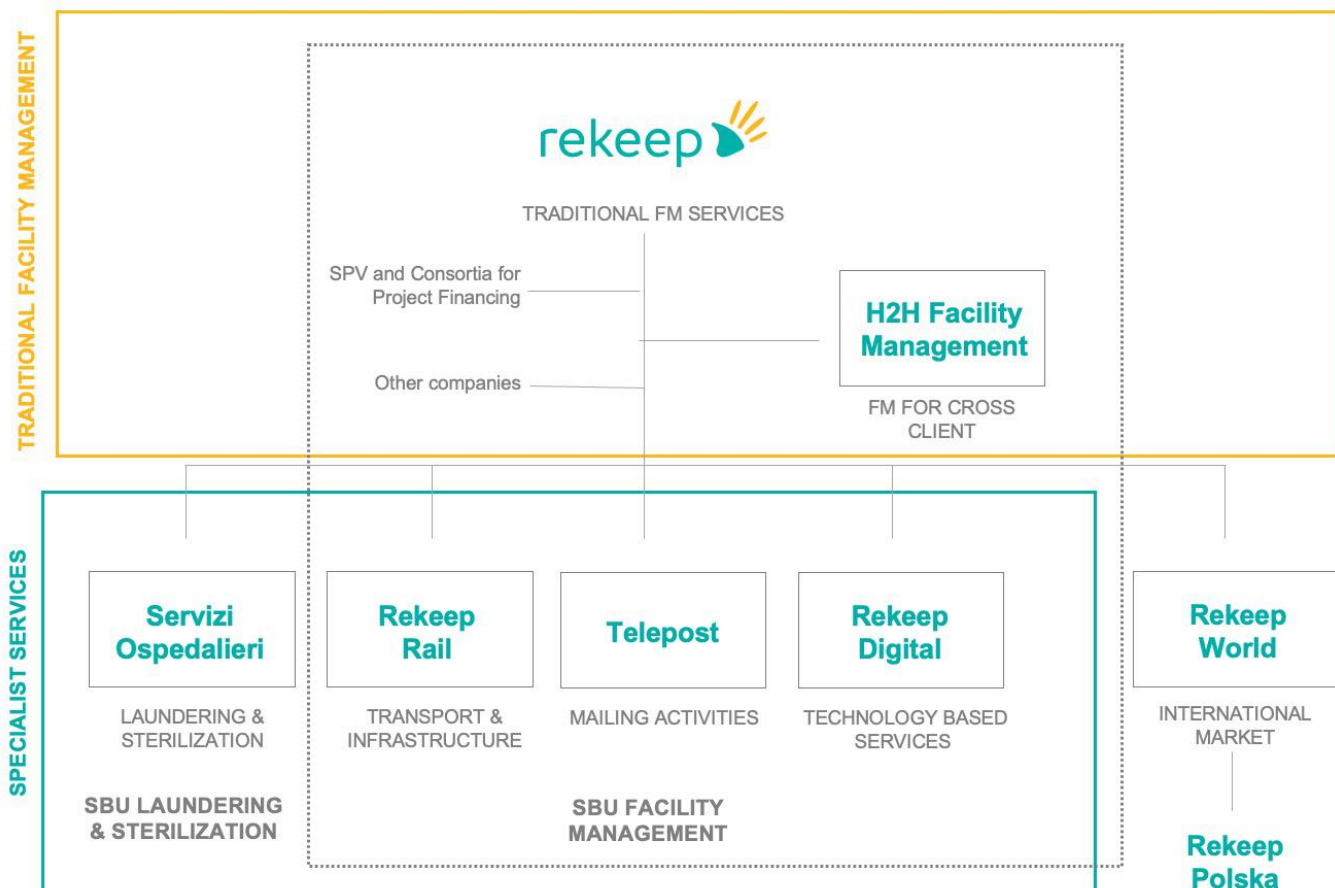 TRADITIONAL FACILITY MANAGEMENT
rekeep
TRADITIONAL FM SERVICES
SPV and Consortia for
Project Financing
H2H Facility
Management
Other companies
FM FOR CROSS
CLIENT
SPECIALIST SERVICES
Servizi
Ospedalieri
LAUNDERING &
STERILIZATION
Rekeep
Rail
TRANSPORT &
INFRASTRUCTURE
Telepost
MAILING ACTIVITIES
Rekeep
Digital
TECHNOLOGY BASED
SERVICES
Rekeep
World
INTERNATIONAL
MARKET
SBU LAUNDERING
& STERILIZATION
SBU FACILITY
MANAGEMENT
Rekeep
Polska